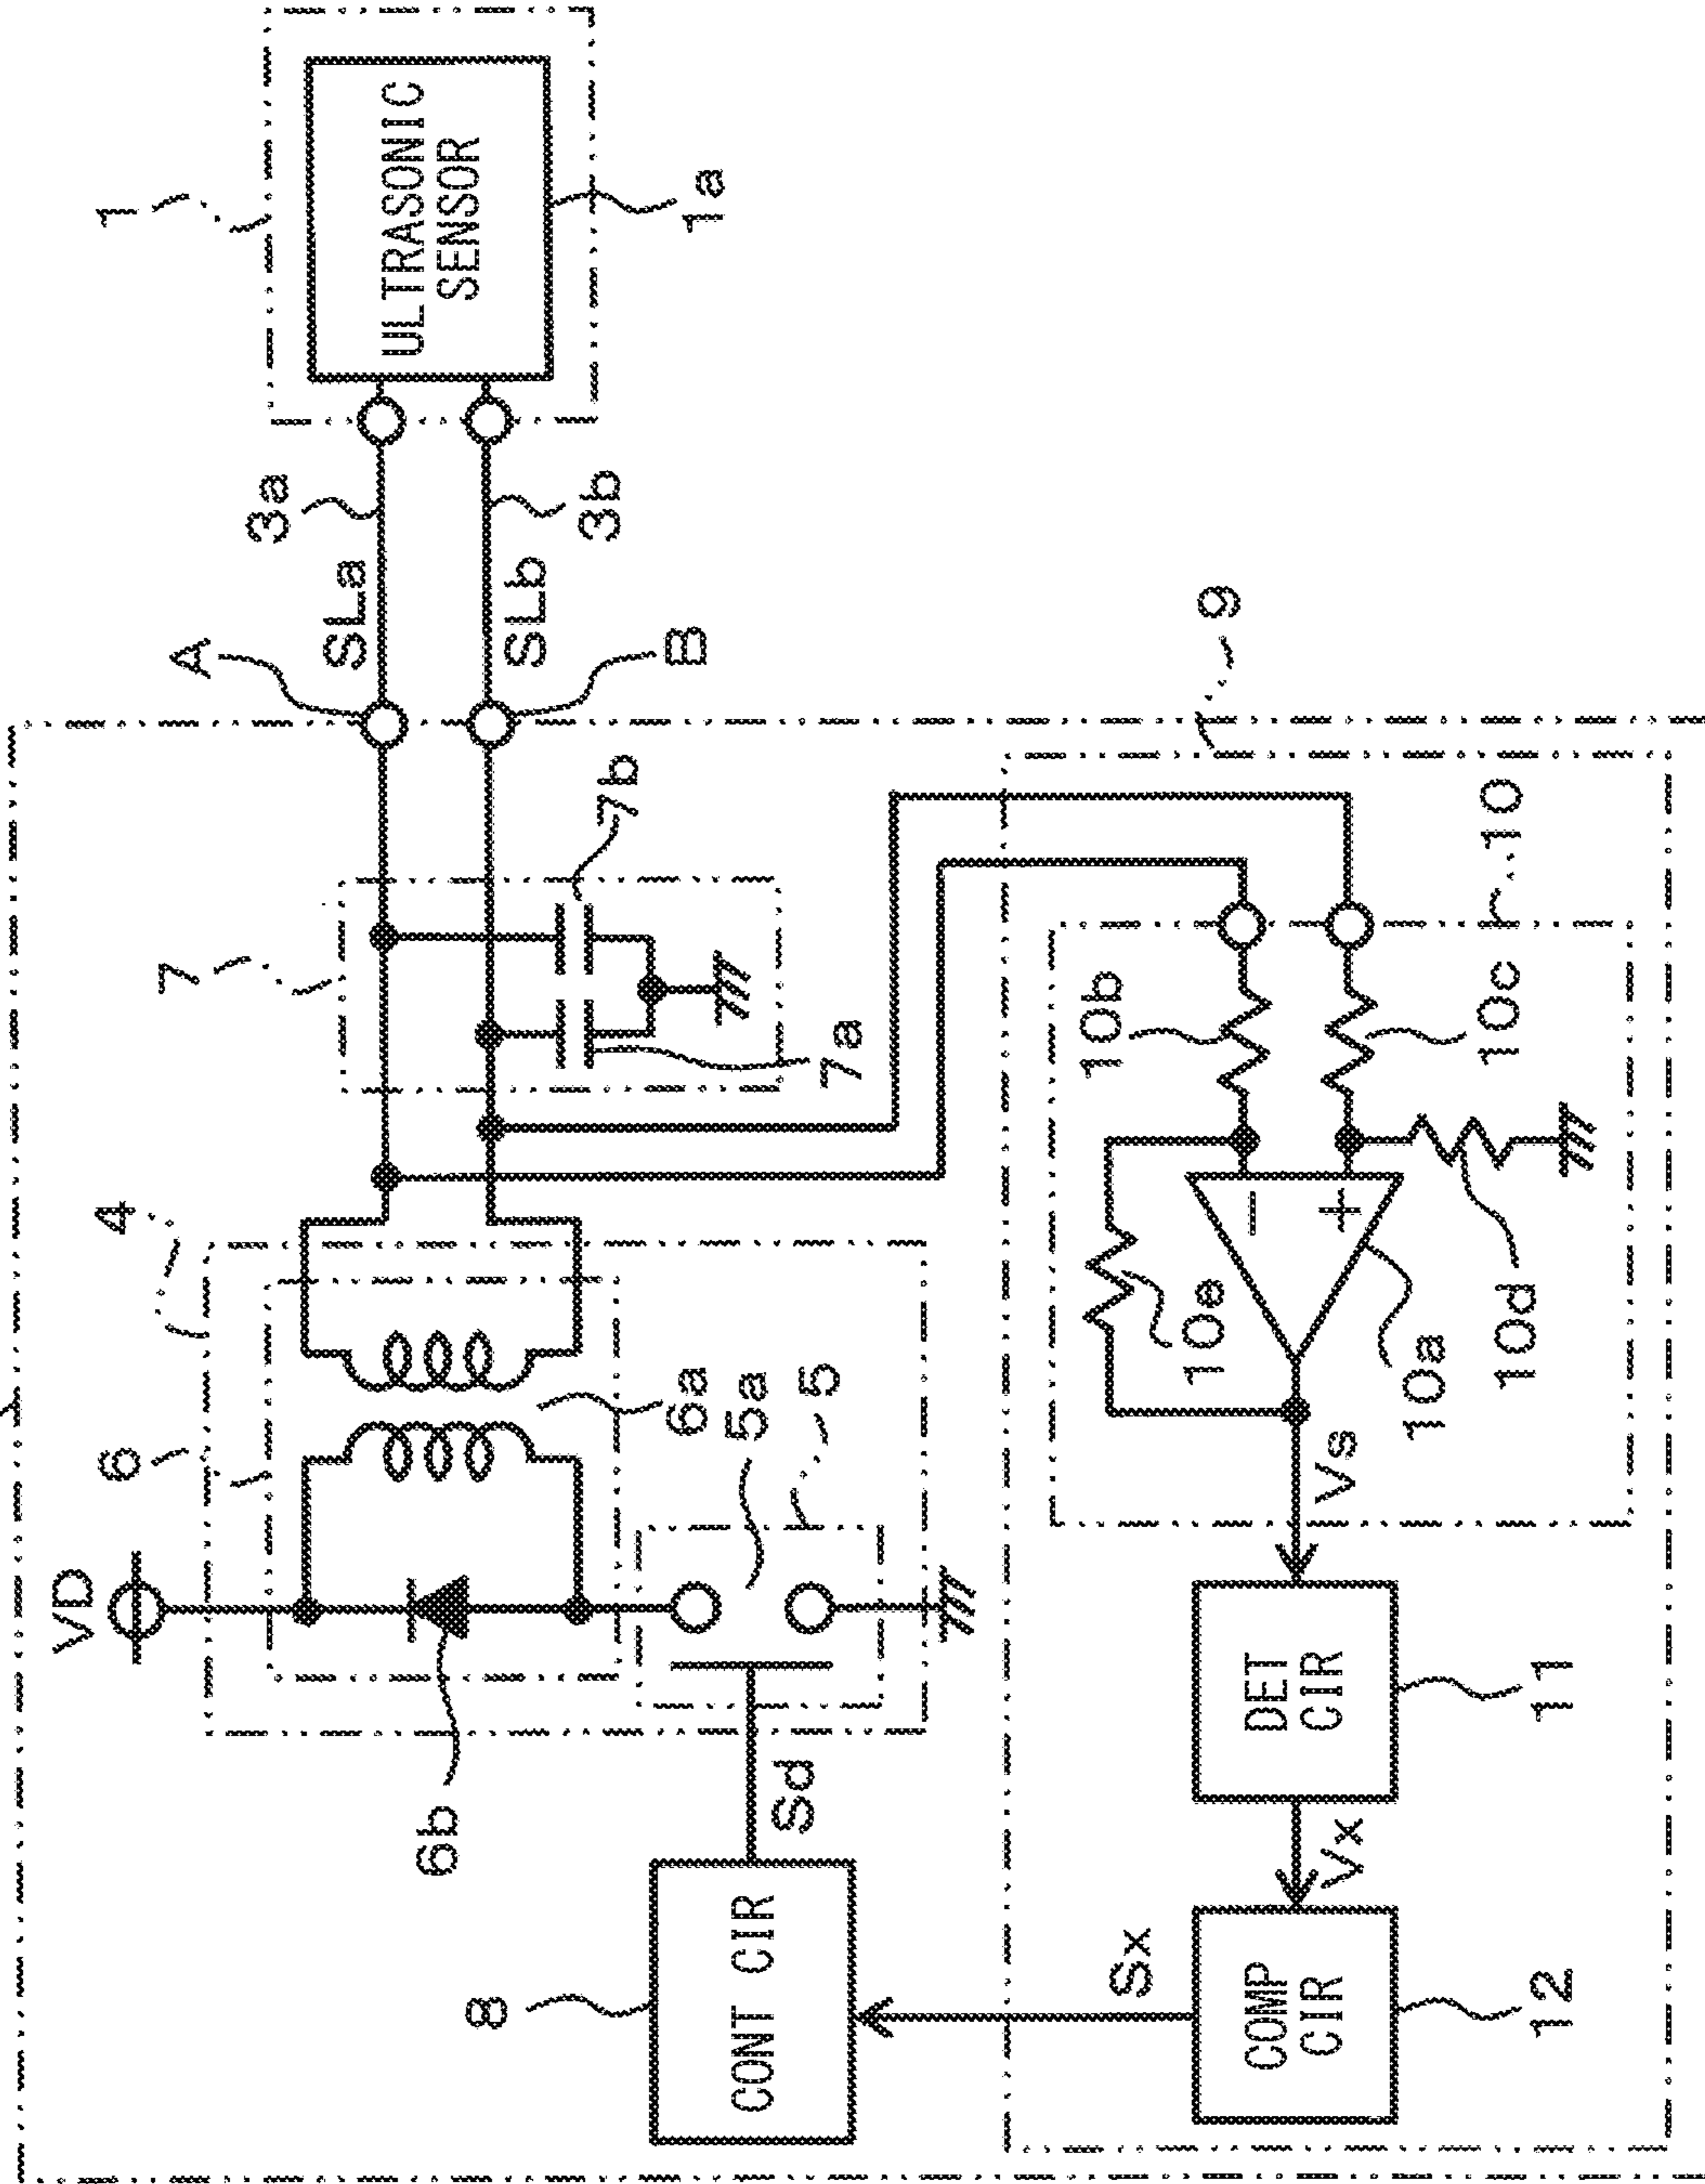 1
ULTRASONIC
SENSOR
1a
3a
3b
SLa
SLb
A
B
7
7b
7a
4
6
6a
5a
5
VD
6b
Sd
8
CONT CIR
9
10
10b
10c
10e
10d
10a
Vs
DET
CIR
11
Vx
COMP
CIR
12
Sx